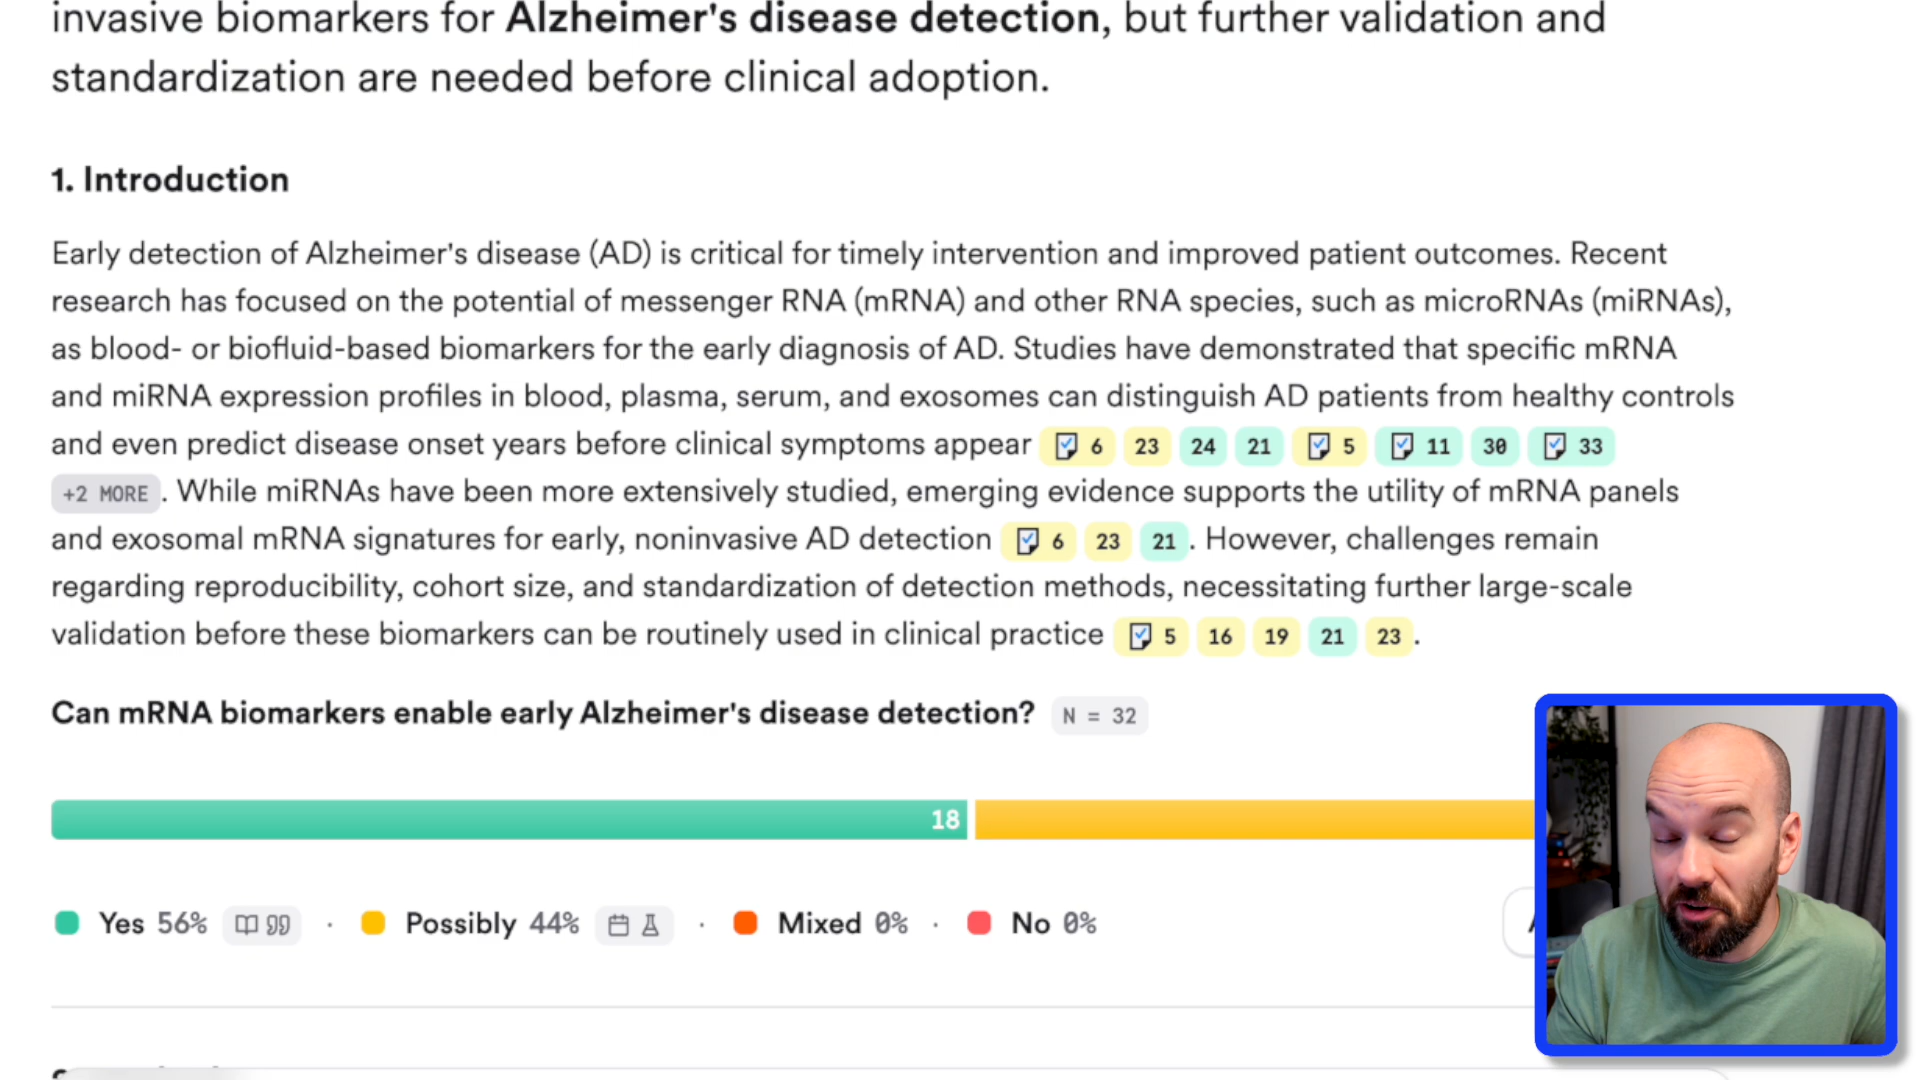 invasive biomarkers for Alzheimer's disease detection, but further validation and
standardization are needed before clinical adoption.
1. Introduction
Early detection of Alzheimer's disease (AD) is critical for timely intervention and improved patient outcomes. Recent
research has focused on the potential of messenger RNA (mRNA) and other RNA species, such as microRNAs (miRNAs),
as blood- or biofluid-based biomarkers for the early diagnosis of AD. Studies have demonstrated that specific mRNA
and miRNA expression profiles in blood, plasma, serum, and exosomes can distinguish AD patients from healthy controls
and even predict disease onset years before clinical symptoms appear 6 23 24 21 5 11 30 33
+2 MORE . While miRNAs have been more extensively studied, emerging evidence supports the utility of mRNA panels
and exosomal mRNA signatures for early, noninvasive AD detection 6 23 21 . However, challenges remain
regarding reproducibility, cohort size, and standardization of detection methods, necessitating further large-scale
validation before these biomarkers can be routinely used in clinical practice 5 16 19 21 23 .
Can mRNA biomarkers enable early Alzheimer's disease detection? N = 32
18
Yes 56% · Possibly 44% · Mixed 0% · No 0%